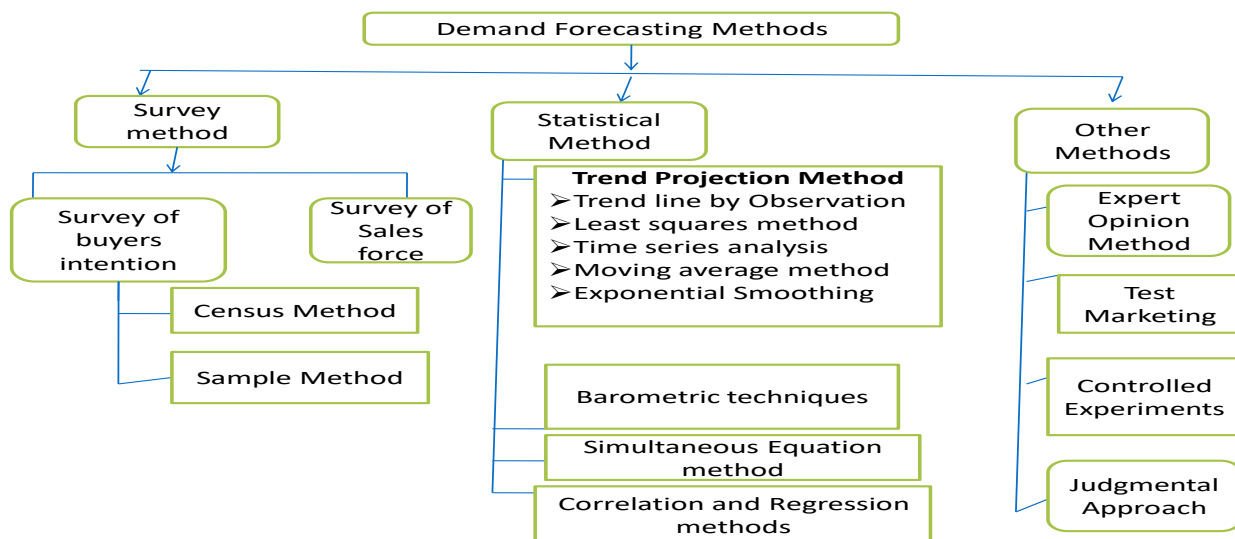 Demand Forecasting Methods
Survey
method
Statistical
Method
Other
Methods
Survey of
buyers
intention
Survey of
Sales
force
Census Method
Sample Method
Trend Projection Method
➢Trend line by Observation
➢Least squares method
➢Time series analysis
➢Moving average method
➢Exponential Smoothing
Barometric techniques
Simultaneous Equation
method
Correlation and Regression
methods
Expert
Opinion
Method
Test
Marketing
Controlled
Experiments
Judgmental
Approach